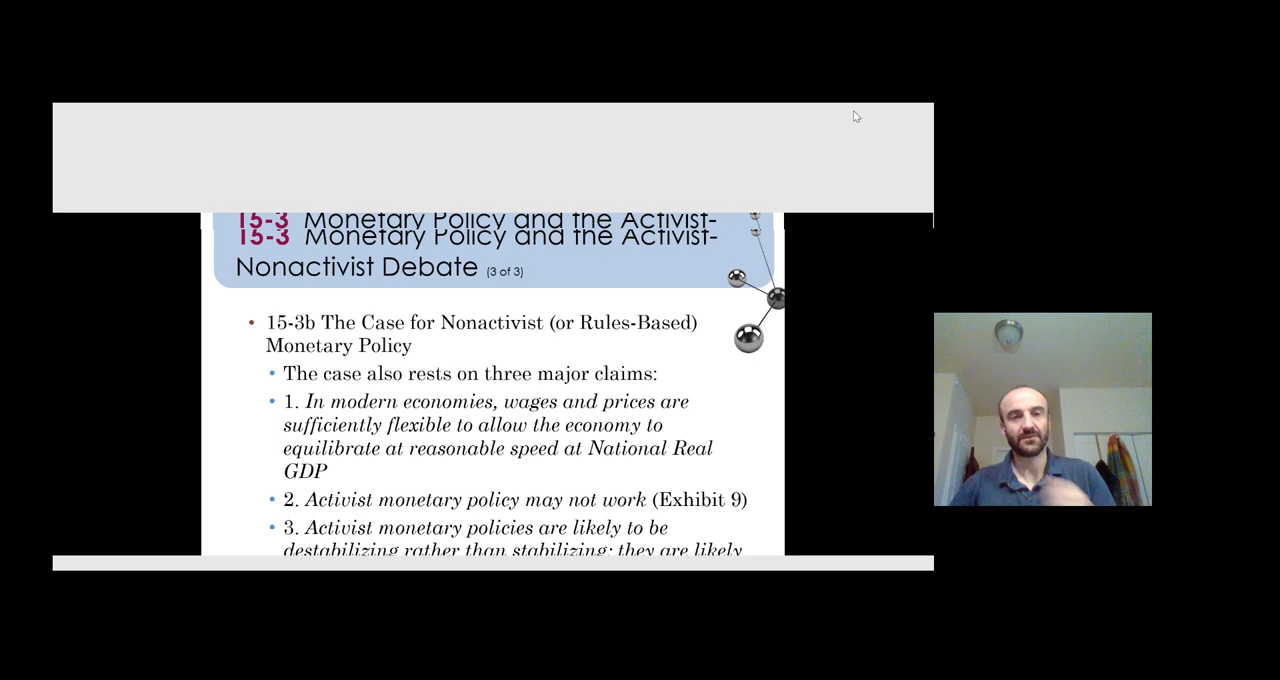 15-3 Monetary Policy and the Activist-
15-3 Monetary Policy and the Activist-
Nonactivist Debate (3 of 3)
• 15-3b The Case for Nonactivist (or Rules-Based)
Monetary Policy
• The case also rests on three major claims:
• 1. In modern economies, wages and prices are
sufficiently flexible to allow the economy to
equilibrate at reasonable speed at National Real
GDP
• 2. Activist monetary policy may not work (Exhibit 9)
• 3. Activist monetary policies are likely to be
destabilizing rather than stabilizing; they are likely